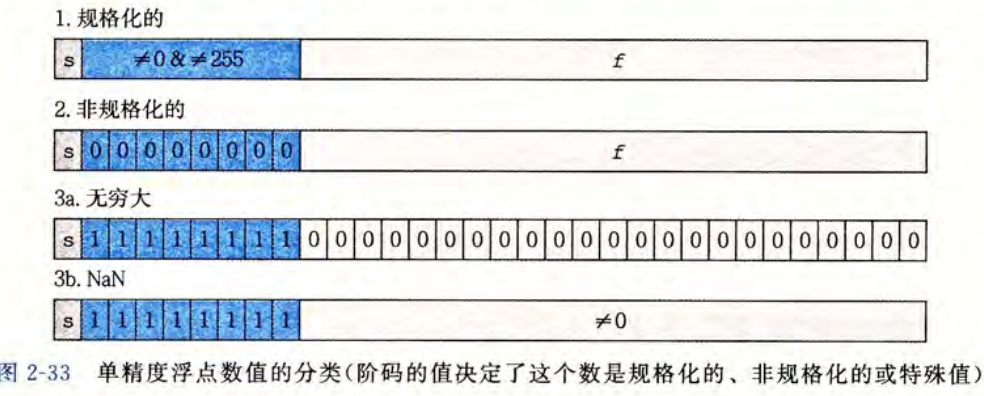 1. 规格化的
s ≠0&≠255 f
2. 非规格化的
s 0 0 0 0 0 0 0 0 f
3a. 无穷大
s 1 1 1 1 1 1 1 1 0 0 0 0 0 0 0 0 0 0 0 0 0 0 0 0 0 0 0 0 0 0 0
3b. NaN
s 1 1 1 1 1 1 1 1 ≠0
图 2-33 单精度浮点数值的分类(阶码的值决定了这个数是规格化的、非规格化的或特殊值)